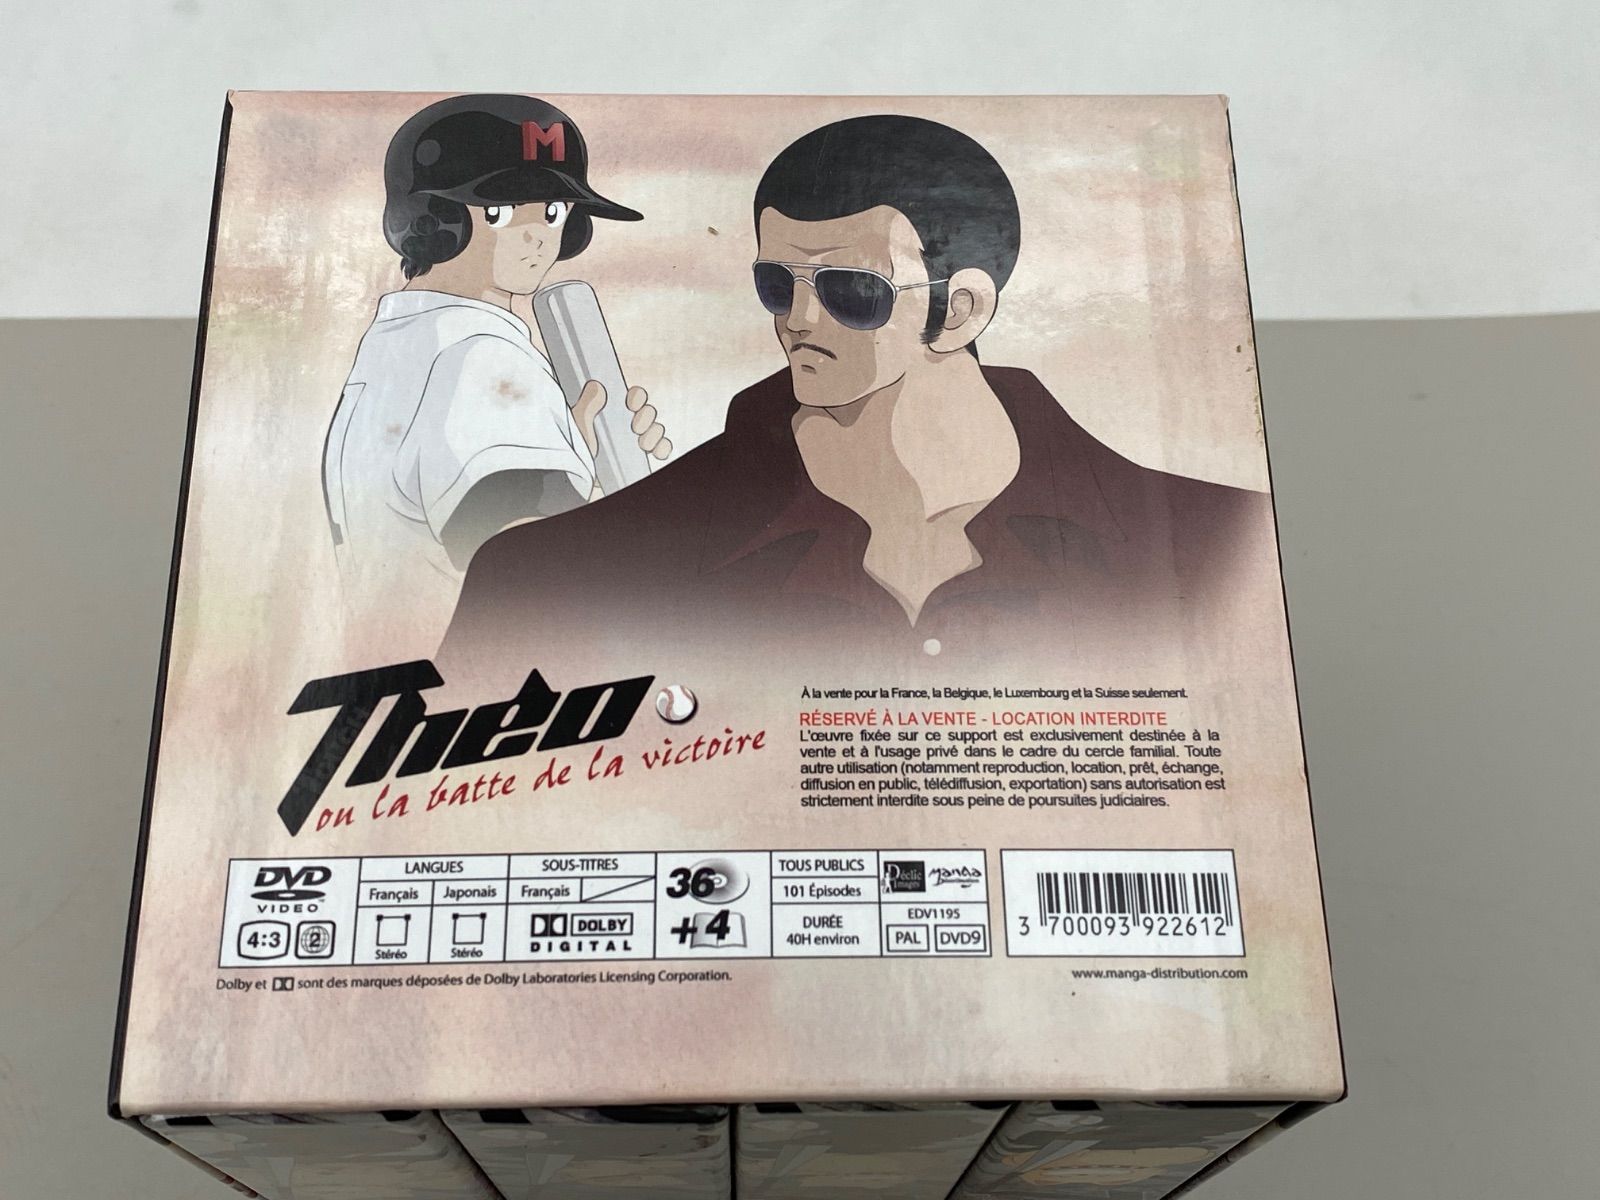 M
Théo
ou la batte de la victoire
À la vente pour la France, la Belgique, le Luxembourg et la Suisse seulement.
RÉSERVÉ À LA VENTE - LOCATION INTERDITE
L'œuvre fixée sur ce support est exclusivement destinée à la
vente et à l'usage privé dans le cadre du cercle familial. Toute
autre utilisation (notamment reproduction, location, prêt, échange,
diffusion en public, télédiffusion, exportation) sans autorisation est
strictement interdite sous peine de poursuites judiciaires.
DVD
VIDEO
4:3
2
LANGUES
Français
Japonais
Stéréo
Stéréo
SOUS-TITRES
Français
DOLBY
DIGITAL
36
+4
TOUS PUBLICS
101 Épisodes
DURÉE
40H environ
Déclic
Images
Manga
EDV1195
PAL
DVD9
3 700093 922612
Dolby et sont des marques déposées de Dolby Laboratories Licensing Corporation.
www.manga-distribution.com